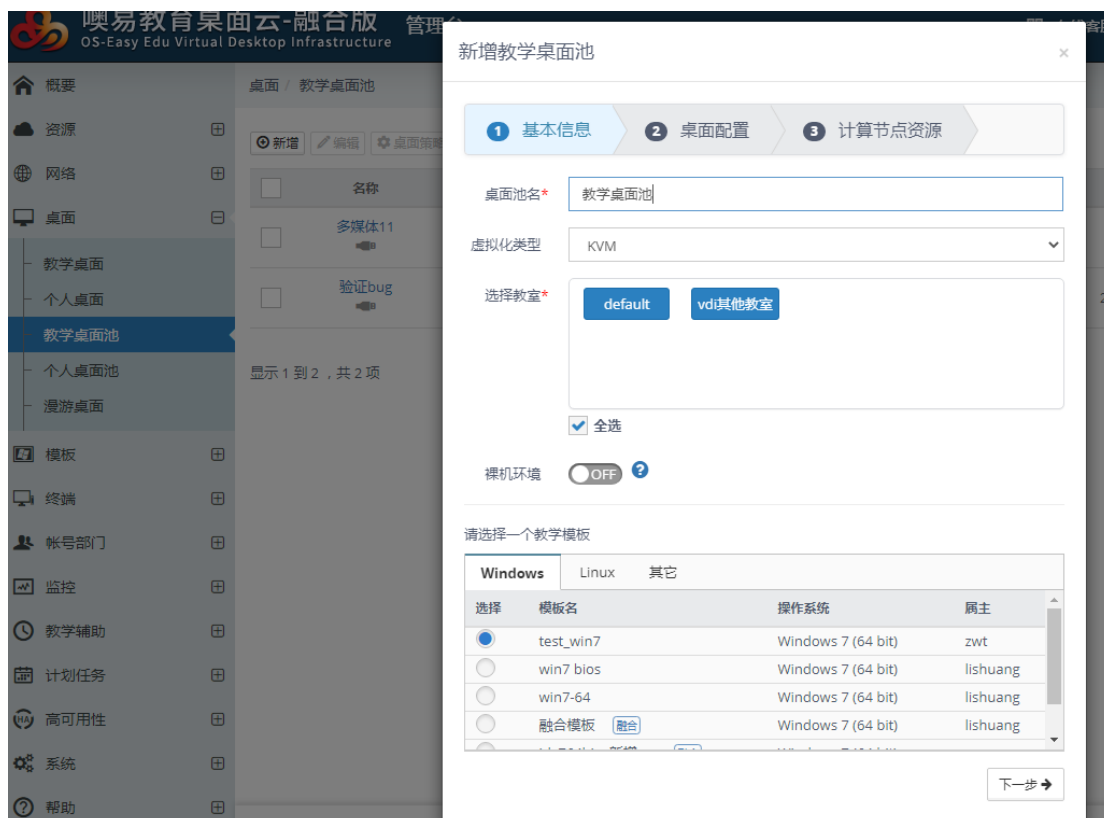 噢易教育桌面云-融合版 管理
OS-Easy Edu Virtual Desktop Infrastructure
概要
资源
网络
桌面
教学桌面
个人桌面
教学桌面池
个人桌面池
漫游桌面
模板
终端
帐号部门
监控
教学辅助
计划任务
高可用性
系统
帮助
桌面 / 教学桌面池
新增 编辑 桌面策略
名称
多媒体11
验证bug
显示 1 到 2 ，共 2 项
新增教学桌面池 ×
1 基本信息 2 桌面配置 3 计算节点资源
桌面池名* 教学桌面池
虚拟化类型 KVM
选择教室* default vdi其他教室
全选
裸机环境 OFF ?
请选择一个教学模板
Windows Linux 其它
选择 模板名 操作系统 属主
test_win7 Windows 7 (64 bit) zwt
win7 bios Windows 7 (64 bit) lishuang
win7-64 Windows 7 (64 bit) lishuang
融合模板 融合 Windows 7 (64 bit) lishuang
下一步